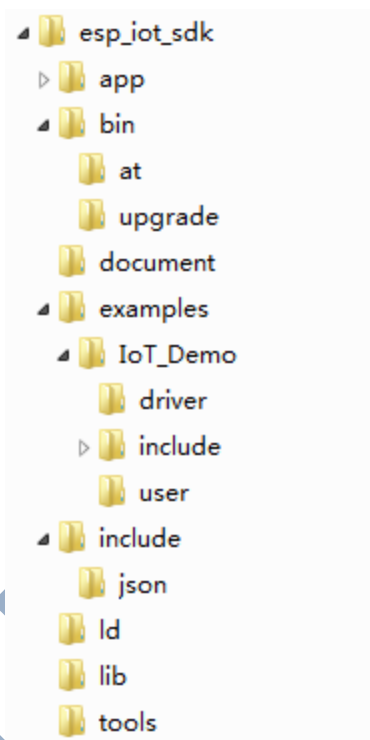 esp_iot_sdk
app
bin
at
upgrade
document
examples
IoT_Demo
driver
include
user
include
json
ld
lib
tools